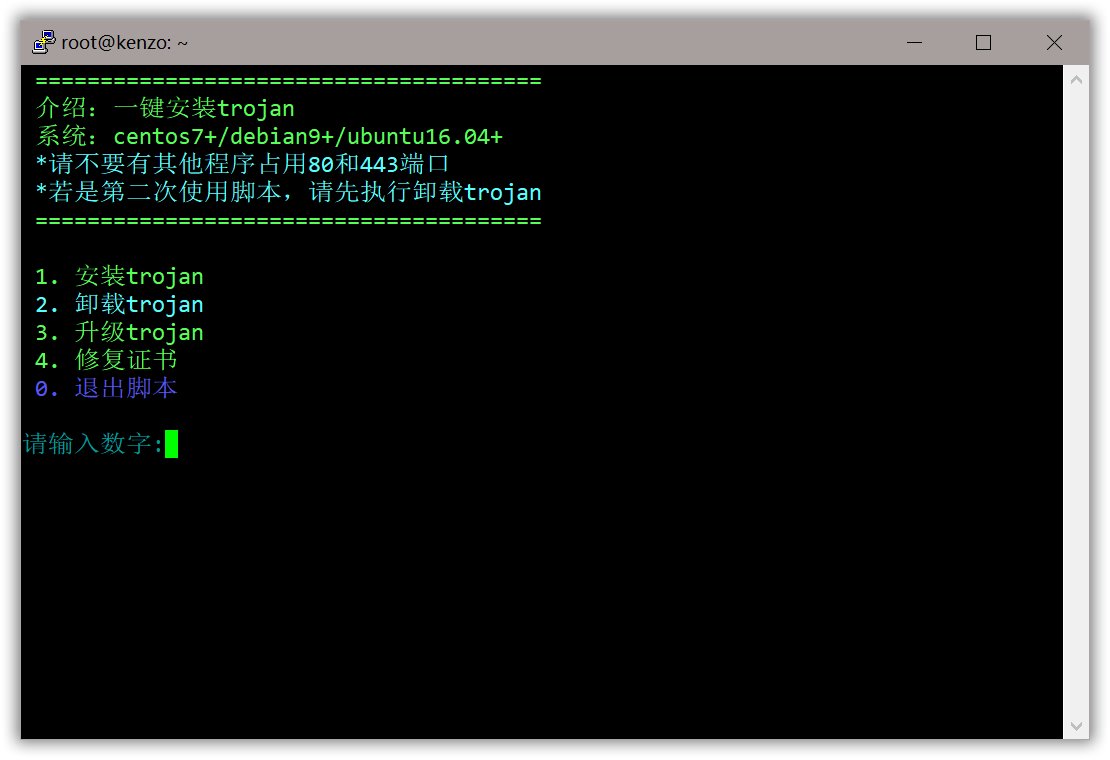 root@kenzo: ~
=======================================
介绍：一键安装trojan
系统：centos7+/debian9+/ubuntu16.04+
*请不要有其他程序占用80和443端口
*若是第二次使用脚本，请先执行卸载trojan
=======================================
1. 安装trojan
2. 卸载trojan
3. 升级trojan
4. 修复证书
0. 退出脚本
请输入数字: